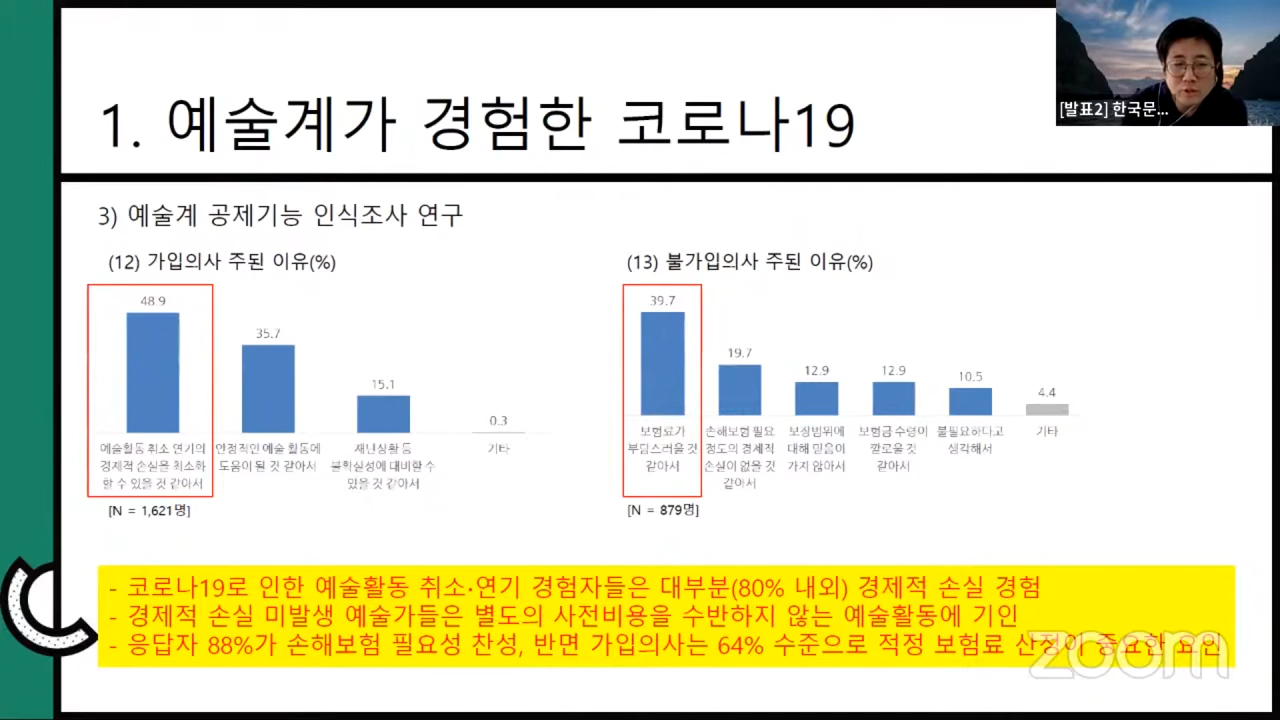 1. 예술계가 경험한 코로나19
[발표2] 한국문...
3) 예술계 공제기능 인식조사 연구
(12) 가입의사 주된 이유(%)
48.9
35.7
15.1
0.3
예술활동 취소 연기의
경제적 손실을 최소화
할 수 있을 것 같아서
안정적인 예술 활동에
도움이 될 것 같아서
재난상황 등
불확실성에 대비할 수
있을 것 같아서
기타
[N = 1,621명]
(13) 불가입의사 주된 이유(%)
39.7
19.7
12.9
12.9
10.5
4.4
보험료가
부담스러울 것
같아서
손해보험 필요
정도의 경제적
손실이 없을 것
같아서
보장범위에
대해 믿음이
가지 않아서
보험금 수령이
깔로울 것
같아서
불필요하다고
생각해서
기타
[N = 879명]
- 코로나19로 인한 예술활동 취소·연기 경험자들은 대부분(80% 내외) 경제적 손실 경험
- 경제적 손실 미발생 예술가들은 별도의 사전비용을 수반하지 않는 예술활동에 기인
- 응답자 88%가 손해보험 필요성 찬성, 반면 가입의사는 64% 수준으로 적정 보험료 산정이 중요한 요인
zoom